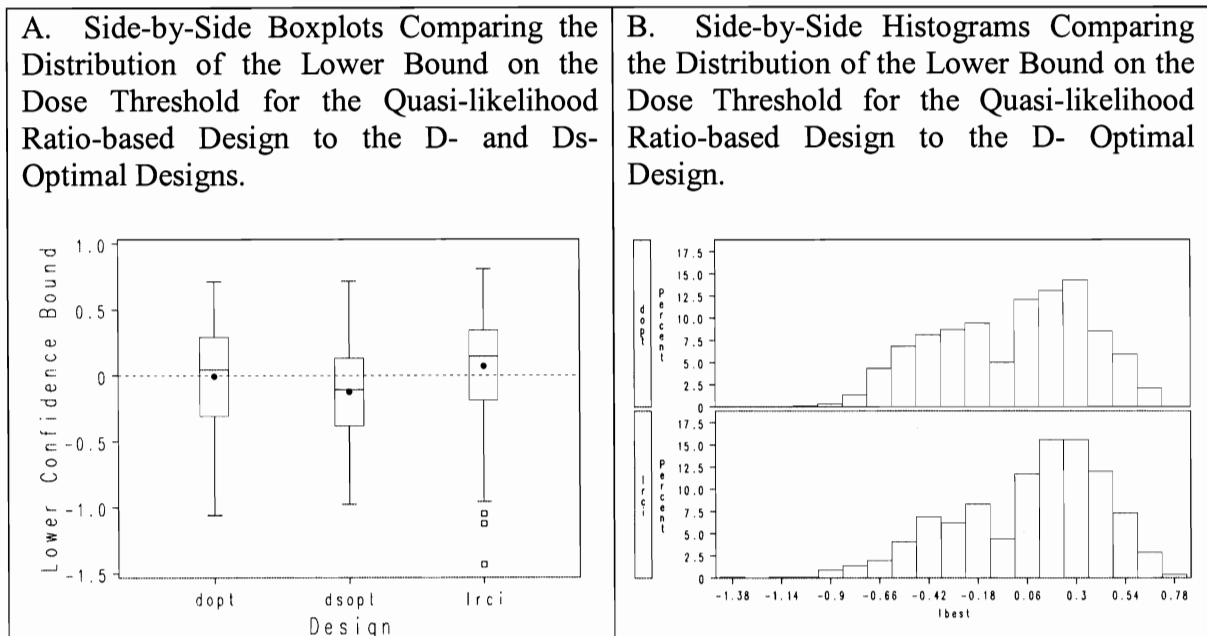 A. Side-by-Side Boxplots Comparing the
Distribution of the Lower Bound on the
Dose Threshold for the Quasi-likelihood
Ratio-based Design to the D- and Ds-
Optimal Designs.
1.0
0.5
0
-0.5
-1.0
-1.5
Lower Confidence Bound
dopt dsopt lrci
Design
B. Side-by-Side Histograms Comparing
the Distribution of the Lower Bound on the
Dose Threshold for the Quasi-likelihood
Ratio-based Design to the D- Optimal
Design.
dopt
Percent
17.5
15.0
12.5
10.0
7.5
5.0
2.5
0
lrci
Percent
17.5
15.0
12.5
10.0
7.5
5.0
2.5
0
-1.38 -1.14 -0.9 -0.66 -0.42 -0.18 0.06 0.3 0.54 0.78
lbest